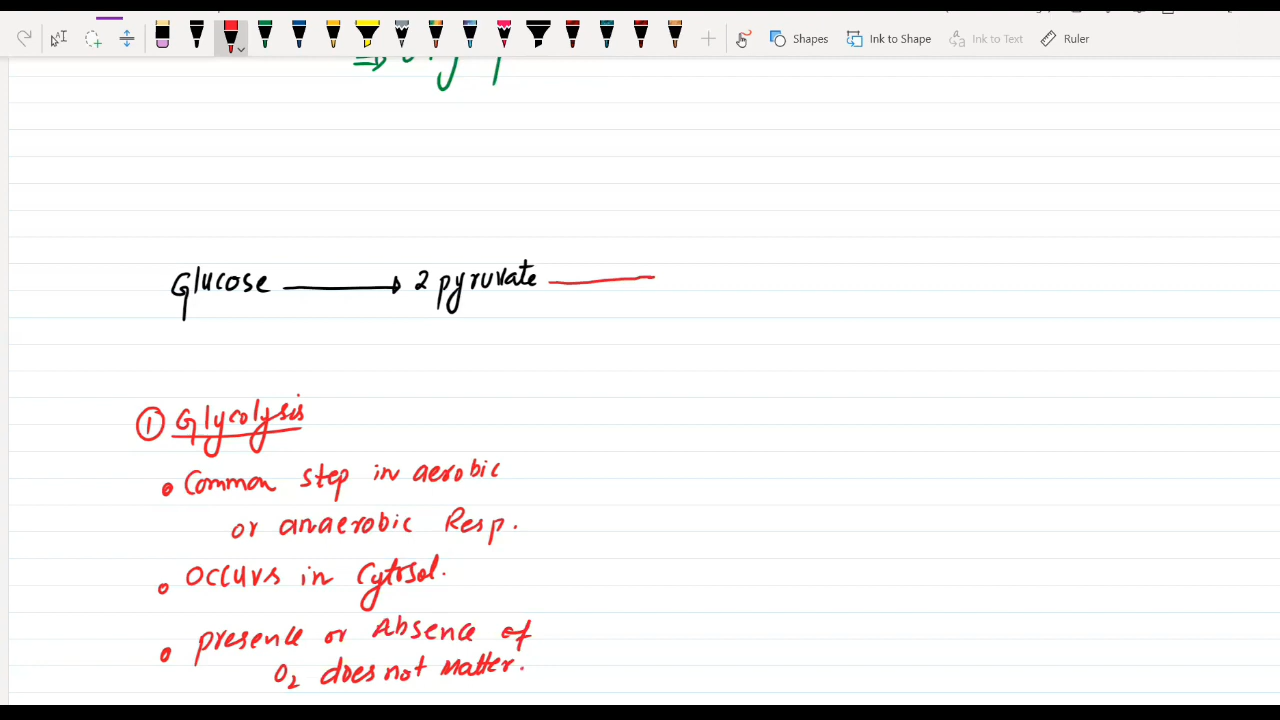 Shapes Ink to Shape Ink to Text Ruler
Glucose → 2 pyruvate
① Glycolysis
• Common step in aerobic
or anaerobic Resp.
• Occurs in Cytosol.
• presence or Absence of
O₂ does not Matter.